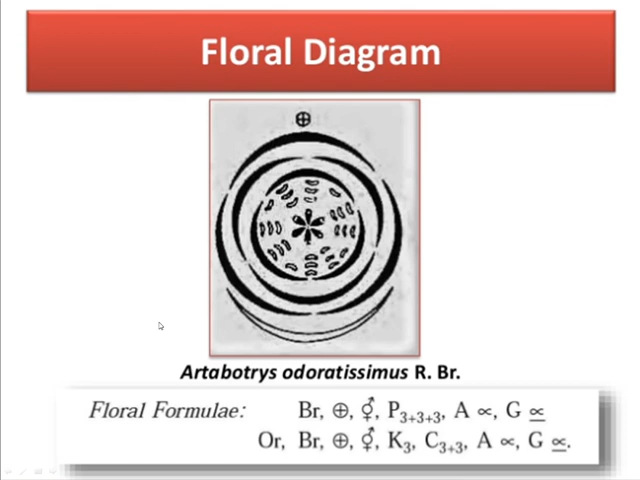 Floral Diagram
⊕
Artabotrys odoratissimus R. Br.
Floral Formulae: Br, ⊕, ⚥, P3+3+3, A ∝, G ∝
Or, Br, ⊕, ⚥, K3, C3+3, A ∝, G ∝.